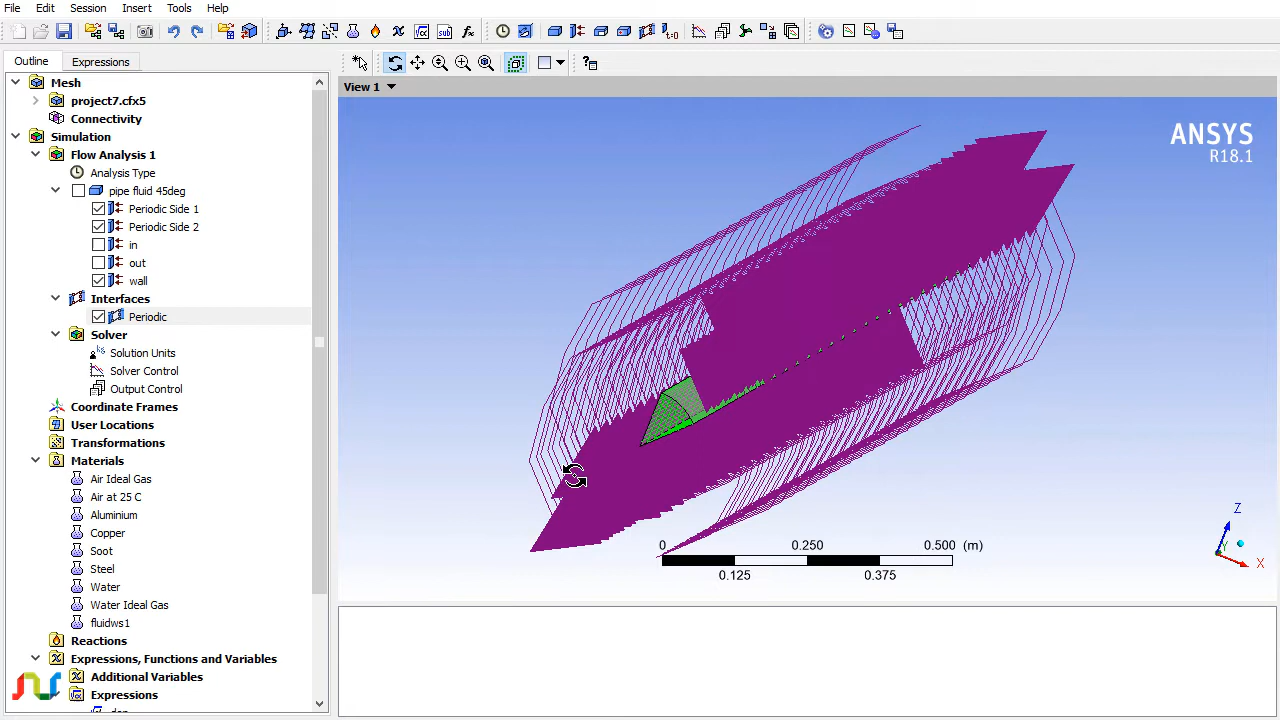 File Edit Session Insert Tools Help
Outline Expressions
View 1
Mesh
project7.cfx5
Connectivity
Simulation
Flow Analysis 1
Analysis Type
pipe fluid 45deg
Periodic Side 1
Periodic Side 2
in
out
wall
Interfaces
Periodic
Solver
Solution Units
Solver Control
Output Control
Coordinate Frames
User Locations
Transformations
Materials
Air Ideal Gas
Air at 25 C
Aluminium
Copper
Soot
Steel
Water
Water Ideal Gas
fluidws1
Reactions
Expressions, Functions and Variables
Additional Variables
Expressions
ANSYS
R18.1
0 0.250 0.500 (m)
0.125 0.375
Z
Y
X